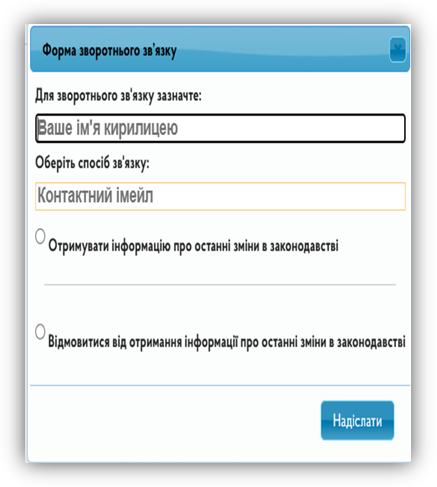 Форма зворотнього зв'язку
Для зворотнього зв'язку зазначте:
Ваше ім'я кирилицею
Оберіть спосіб зв'язку:
Контактний імейл
Отримувати інформацію про останні зміни в законодавстві
Відмовитися від отримання інформації про останні зміни в законодавстві
Надіслати